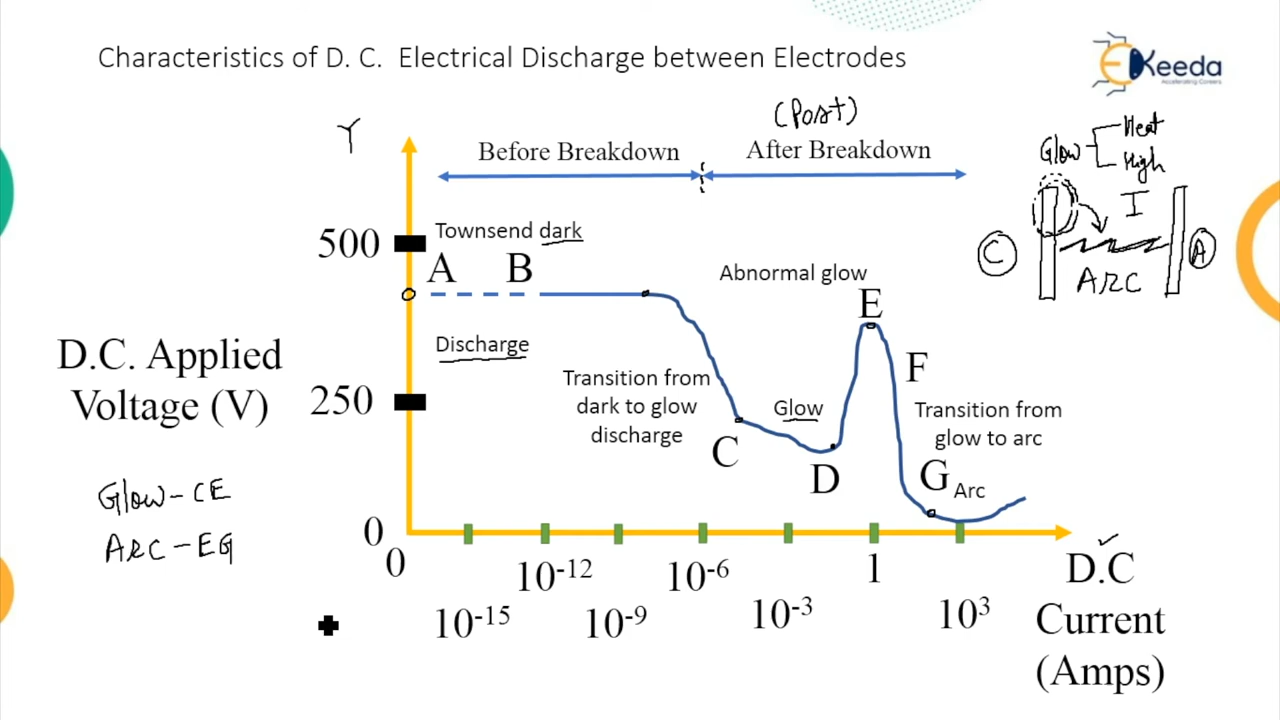 Characteristics of D. C. Electrical Discharge between Electrodes
Keeda
Y
(Post)
Before Breakdown
After Breakdown
Glow Heat
High
I
C
A
ARC
500
Townsend dark
A B
Abnormal glow
E
Discharge
D.C. Applied
Voltage (V)
250
Transition from
dark to glow
discharge
Glow
F
Transition from
glow to arc
C
D
G Arc
Glow - CE
ARC - EG
0
0
10-15
10-12
10-9
10-6
10-3
1
10³
D.C
Current
(Amps)